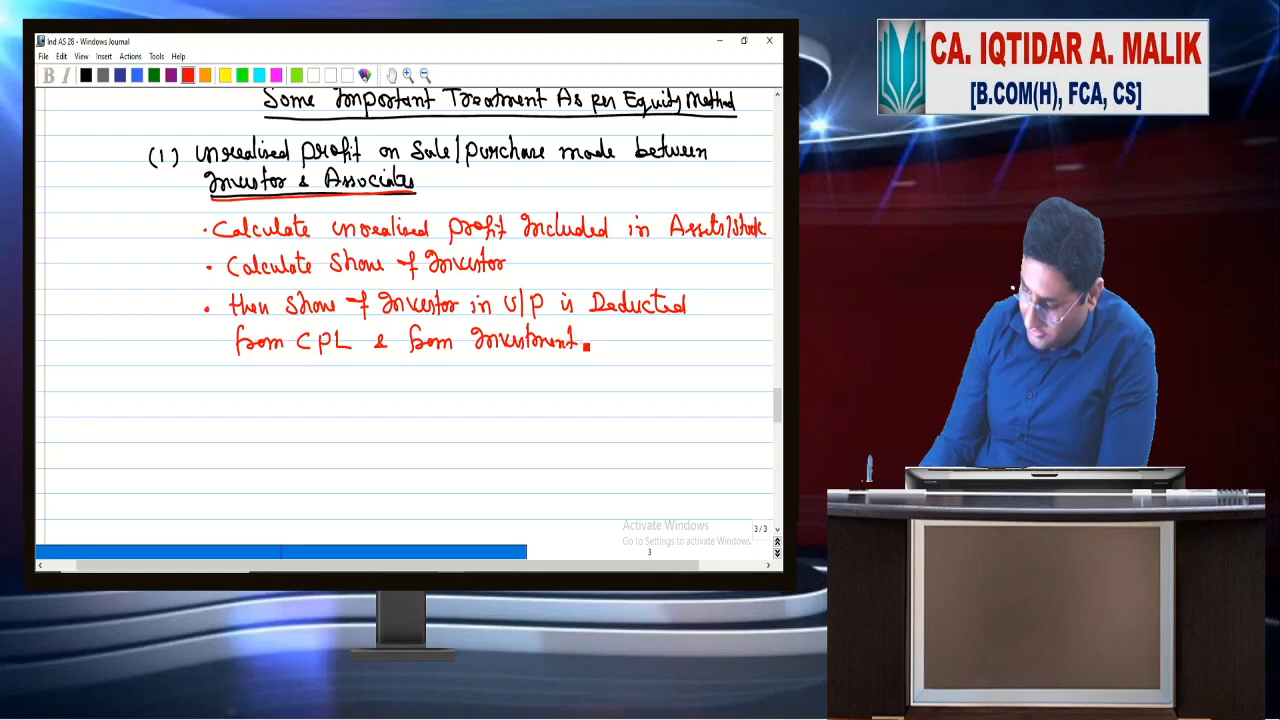 Ind AS 28 - Windows Journal
File Edit View Insert Actions Tools Help
B I
Some Important Treatment As per Equity Method
(1) unrealised profit on Sale/purchase made between
Investor & Associates
• Calculate unrealised profit Included in Assets/Stock
• Calculate Share of Investor
• then Share of Investor in U/P is Deducted
from CPL & from Investment.
Activate Windows
Go to Settings to activate Windows.
3 / 3
3
CA. IQTIDAR A. MALIK
[B.COM(H), FCA, CS]